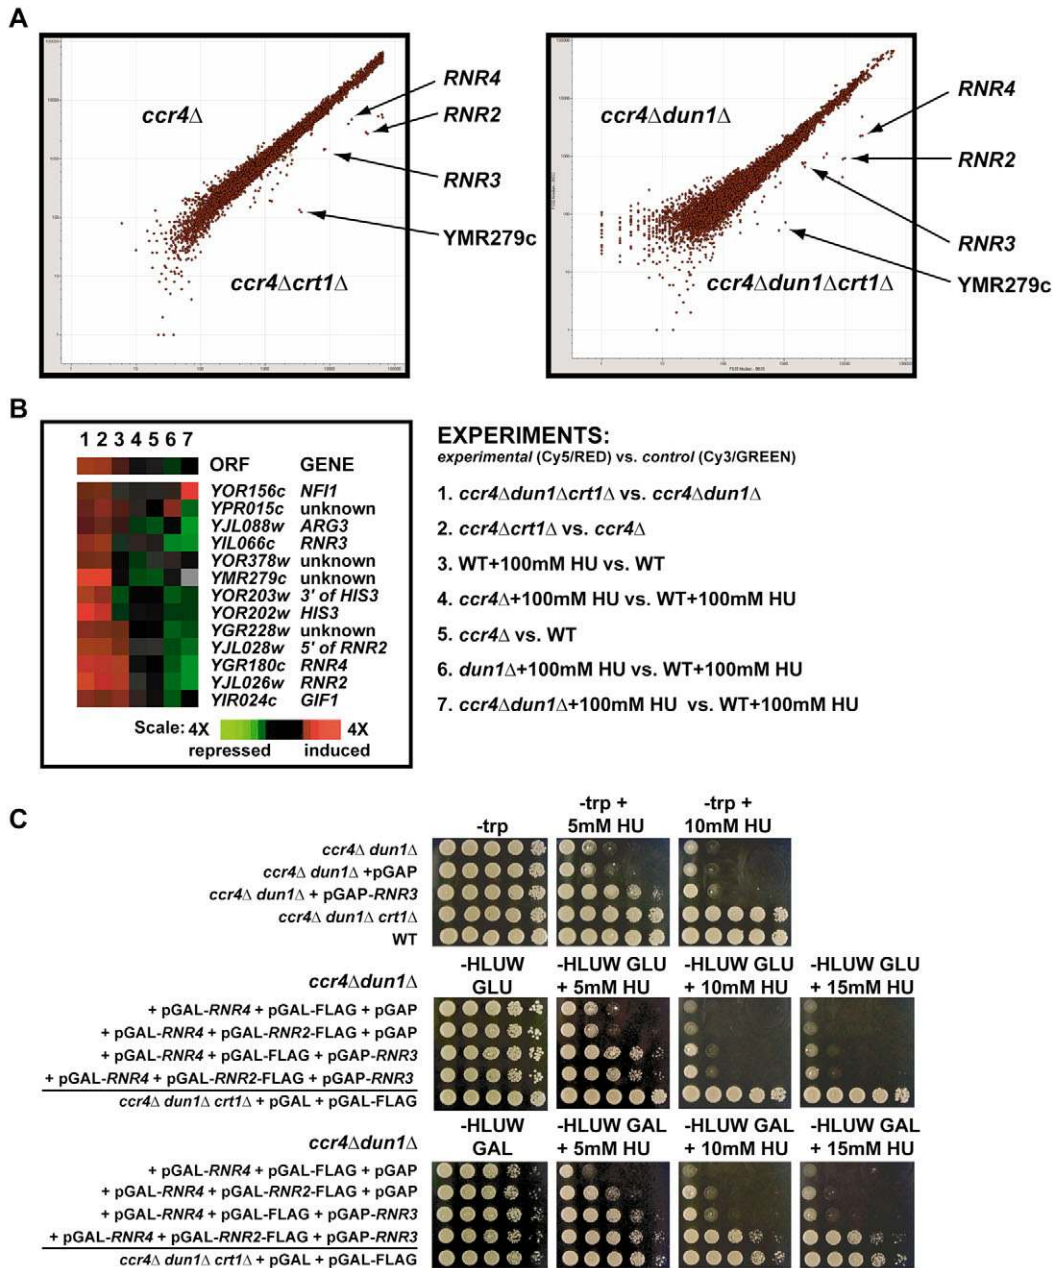 A
ccr4Δ
RNR4
RNR2
RNR3
YMR279c
ccr4Δcrt1Δ
ccr4Δdun1Δ
RNR4
RNR2
RNR3
YMR279c
ccr4Δdun1Δcrt1Δ
B
1 2 3 4 5 6 7
ORF GENE
YOR156c NFI1
YPR015c unknown
YJL088w ARG3
YIL066c RNR3
YOR378w unknown
YMR279c unknown
YOR203w 3' of HIS3
YOR202w HIS3
YGR228w unknown
YJL028w 5' of RNR2
YGR180c RNR4
YJL026w RNR2
YIR024c GIF1
Scale: 4X 4X
repressed induced
EXPERIMENTS:
experimental (Cy5/RED) vs. control (Cy3/GREEN)
1. ccr4Δdun1Δcrt1Δ vs. ccr4Δdun1Δ
2. ccr4Δcrt1Δ vs. ccr4Δ
3. WT+100mM HU vs. WT
4. ccr4Δ+100mM HU vs. WT+100mM HU
5. ccr4Δ vs. WT
6. dun1Δ+100mM HU vs. WT+100mM HU
7. ccr4Δdun1Δ+100mM HU vs. WT+100mM HU
C
-trp
-trp +
5mM HU
-trp +
10mM HU
ccr4Δ dun1Δ
ccr4Δ dun1Δ +pGAP
ccr4Δ dun1Δ + pGAP-RNR3
ccr4Δ dun1Δ crt1Δ
WT
ccr4Δdun1Δ
-HLUW
GLU
-HLUW GLU
+ 5mM HU
-HLUW GLU
+ 10mM HU
-HLUW GLU
+ 15mM HU
+ pGAL-RNR4 + pGAL-FLAG + pGAP
+ pGAL-RNR4 + pGAL-RNR2-FLAG + pGAP
+ pGAL-RNR4 + pGAL-FLAG + pGAP-RNR3
+ pGAL-RNR4 + pGAL-RNR2-FLAG + pGAP-RNR3
ccr4Δ dun1Δ crt1Δ + pGAL + pGAL-FLAG
ccr4Δdun1Δ
-HLUW
GAL
-HLUW GAL
+ 5mM HU
-HLUW GAL
+ 10mM HU
-HLUW GAL
+ 15mM HU
+ pGAL-RNR4 + pGAL-FLAG + pGAP
+ pGAL-RNR4 + pGAL-RNR2-FLAG + pGAP
+ pGAL-RNR4 + pGAL-FLAG + pGAP-RNR3
+ pGAL-RNR4 + pGAL-RNR2-FLAG + pGAP-RNR3
ccr4Δ dun1Δ crt1Δ + pGAL + pGAL-FLAG